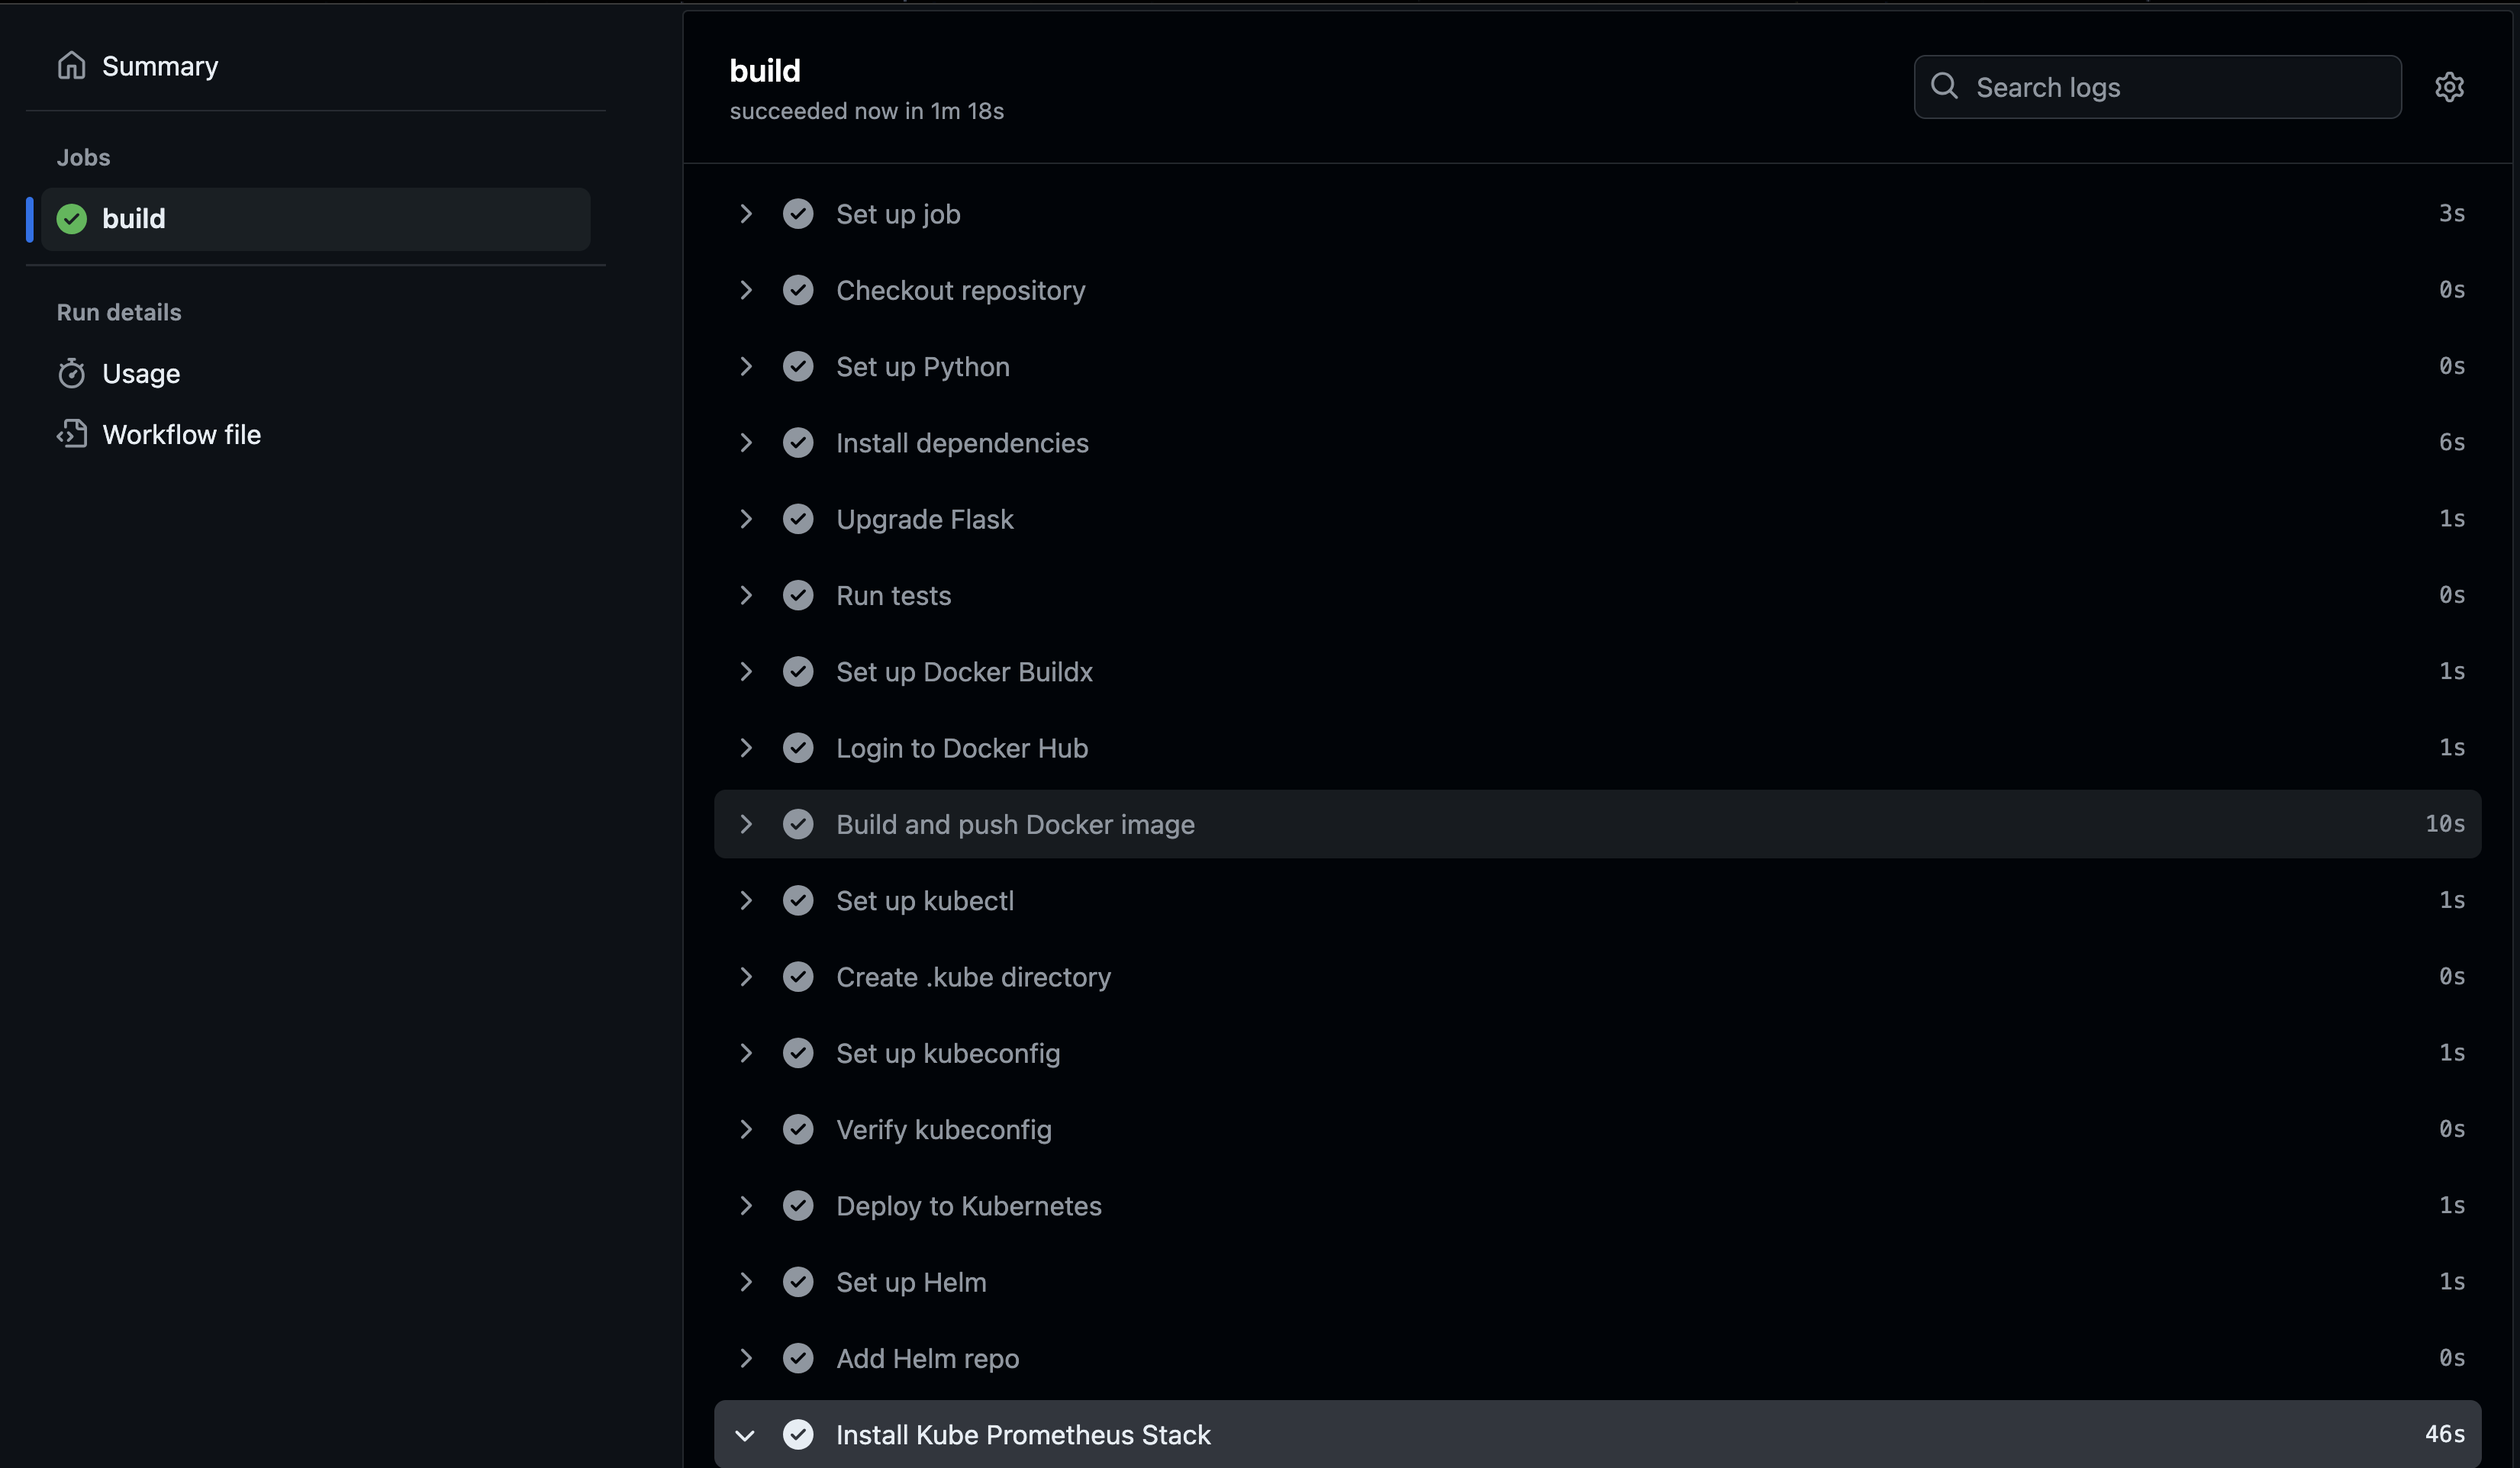 Summary
Jobs
build
Run details
Usage
Workflow file
build
succeeded now in 1m 18s
Search logs
Set up job 3s
Checkout repository 0s
Set up Python 0s
Install dependencies 6s
Upgrade Flask 1s
Run tests 0s
Set up Docker Buildx 1s
Login to Docker Hub 1s
Build and push Docker image 10s
Set up kubectl 1s
Create .kube directory 0s
Set up kubeconfig 1s
Verify kubeconfig 0s
Deploy to Kubernetes 1s
Set up Helm 1s
Add Helm repo 0s
Install Kube Prometheus Stack 46s